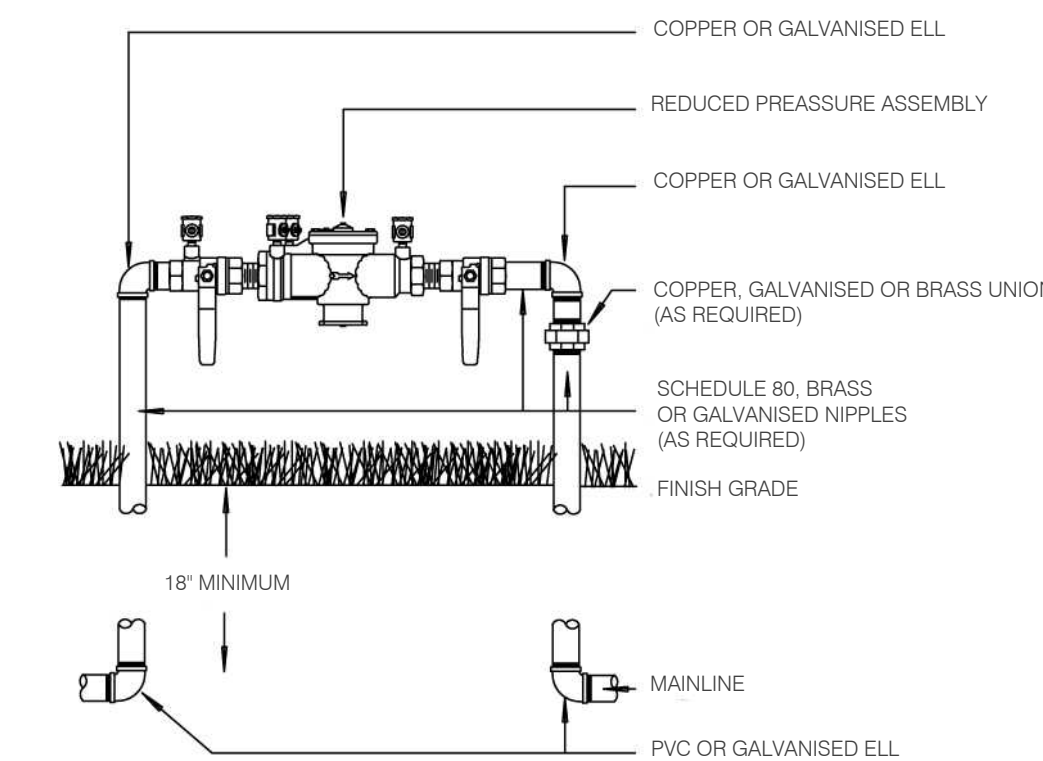 COPPER OR GALVANISED ELL
REDUCED PREASSURE ASSEMBLY
COPPER OR GALVANISED ELL
COPPER, GALVANISED OR BRASS UNION
(AS REQUIRED)
SCHEDULE 80, BRASS
OR GALVANISED NIPPLES
(AS REQUIRED)
FINISH GRADE
18" MINIMUM
MAINLINE
PVC OR GALVANISED ELL